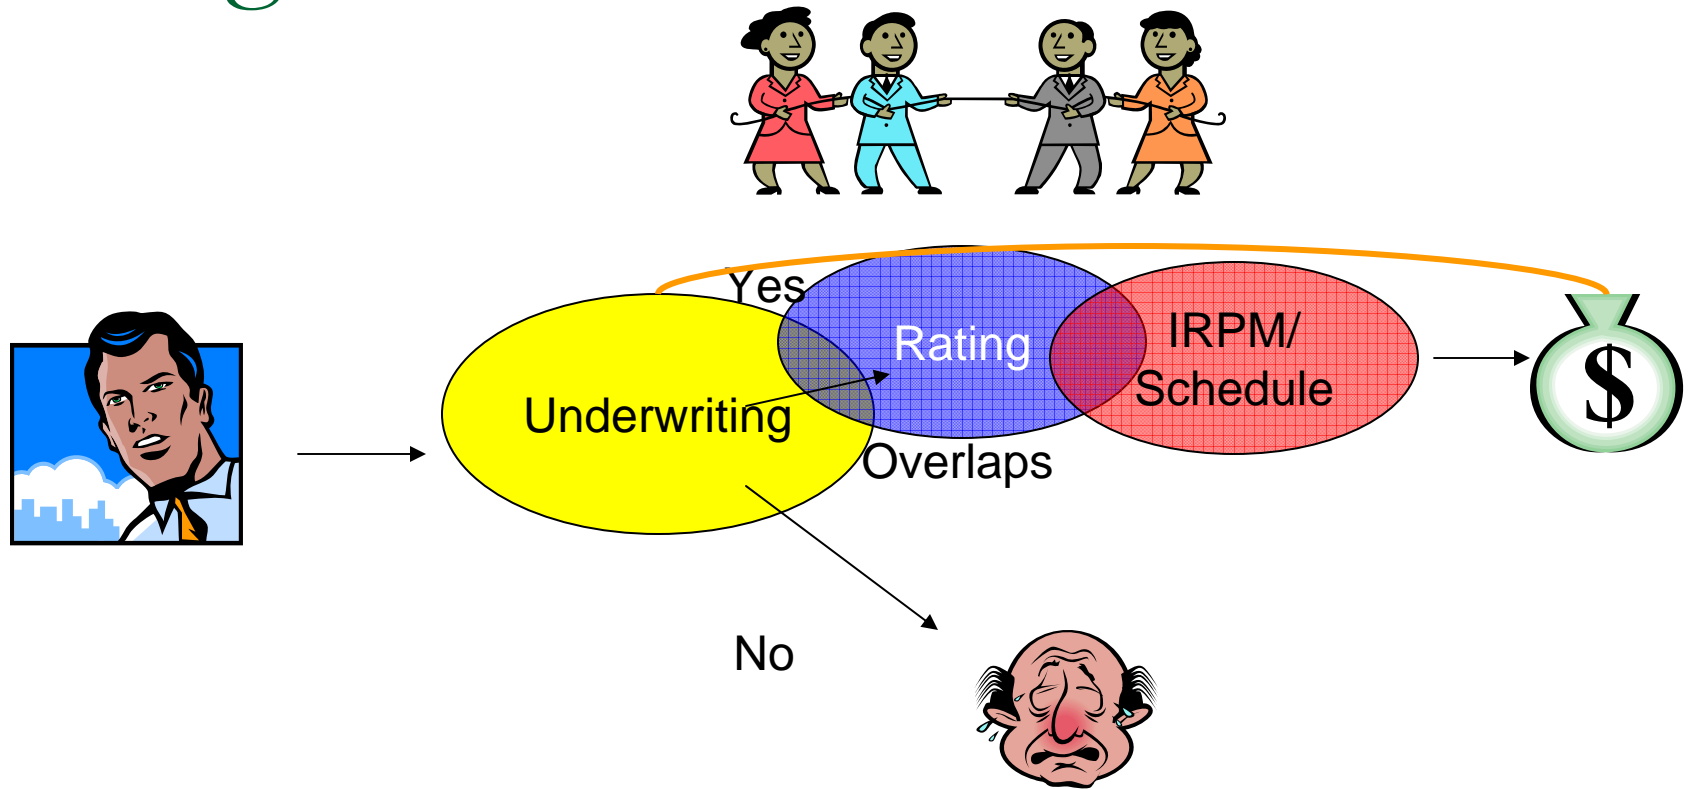 Yes
Rating
IRPM/
Schedule
Underwriting
Overlaps
No
$